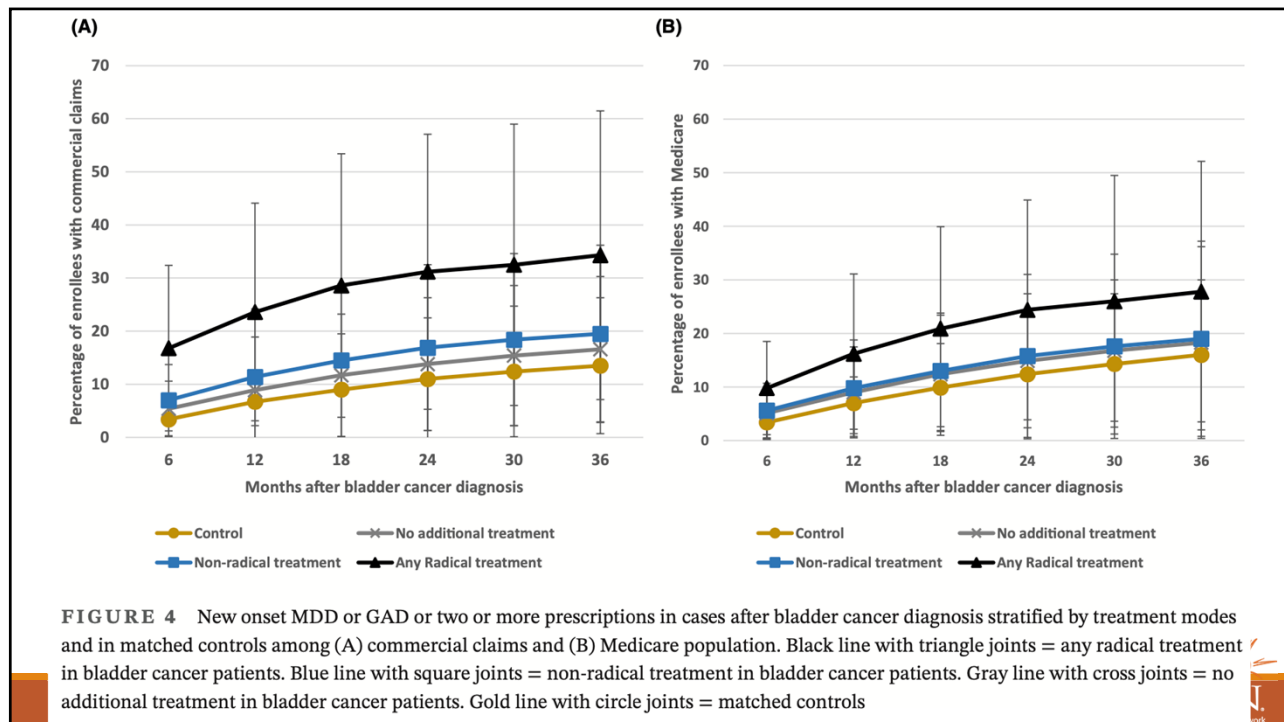 (A)
Percentage of enrollees with commercial claims
70
60
50
40
30
20
10
0
6 12 18 24 30 36
Months after bladder cancer diagnosis
Control
No additional treatment
Non-radical treatment
Any Radical treatment
(B)
Percentage of enrollees with Medicare
70
60
50
40
30
20
10
0
6 12 18 24 30 36
Months after bladder cancer diagnosis
Control
No additional treatment
Non-radical treatment
Any Radical treatment
FIGURE 4 New onset MDD or GAD or two or more prescriptions in cases after bladder cancer diagnosis stratified by treatment modes
and in matched controls among (A) commercial claims and (B) Medicare population. Black line with triangle joints = any radical treatment
in bladder cancer patients. Blue line with square joints = non-radical treatment in bladder cancer patients. Gray line with cross joints = no
additional treatment in bladder cancer patients. Gold line with circle joints = matched controls